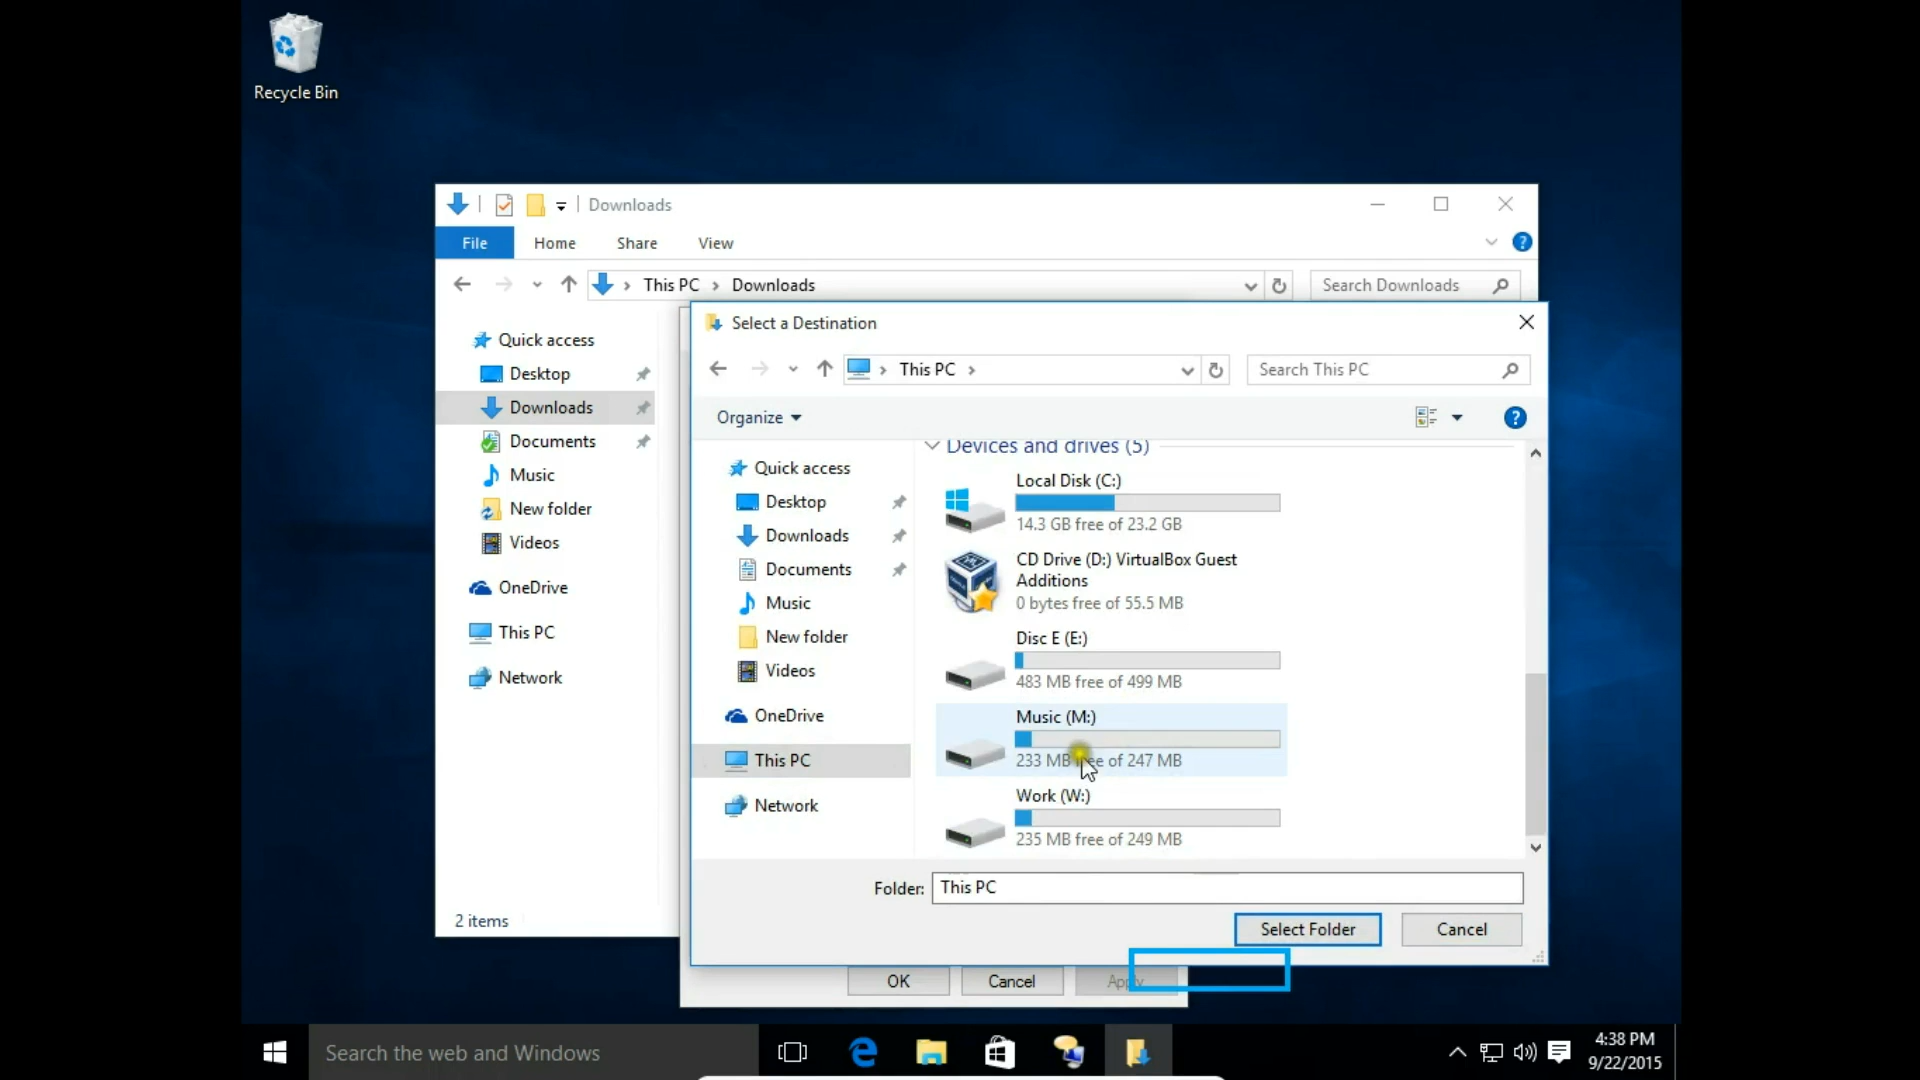 Recycle Bin
Downloads
File
Home
Share
View
This PC
Downloads
Search Downloads
Quick access
Desktop
Downloads
Documents
Music
New folder
Videos
OneDrive
This PC
Network
2 items
Select a Destination
This PC
Search This PC
Organize
Quick access
Desktop
Downloads
Documents
Music
New folder
Videos
OneDrive
This PC
Network
Devices and drives (5)
Local Disk (C:)
14.3 GB free of 23.2 GB
CD Drive (D:) VirtualBox Guest
Additions
0 bytes free of 55.5 MB
Disc E (E:)
483 MB free of 499 MB
Music (M:)
233 MB free of 247 MB
Work (W:)
235 MB free of 249 MB
Folder:
This PC
Select Folder
Cancel
OK
Cancel
Apply
Search the web and Windows
4:38 PM
9/22/2015